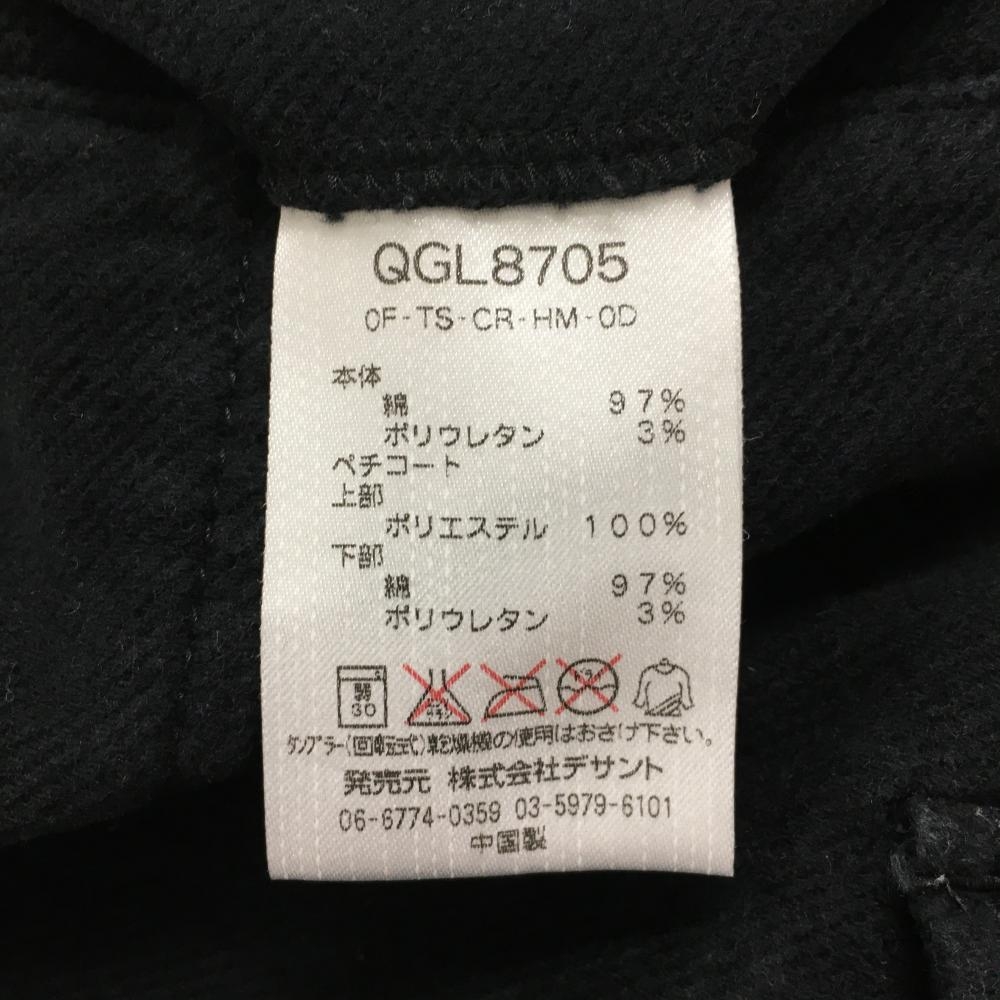 QGL8705
0F-TS-CR-HM-0D
本体
綿 97%
ポリウレタン 3%
ペチコート
上部
ポリエステル 100%
下部
綿 97%
ポリウレタン 3%
弱
30
タンブラー(回転式)乾燥機の使用はおさけ下さい。
発売元 株式会社デサント
06-6774-0359 03-5979-6101
中国製